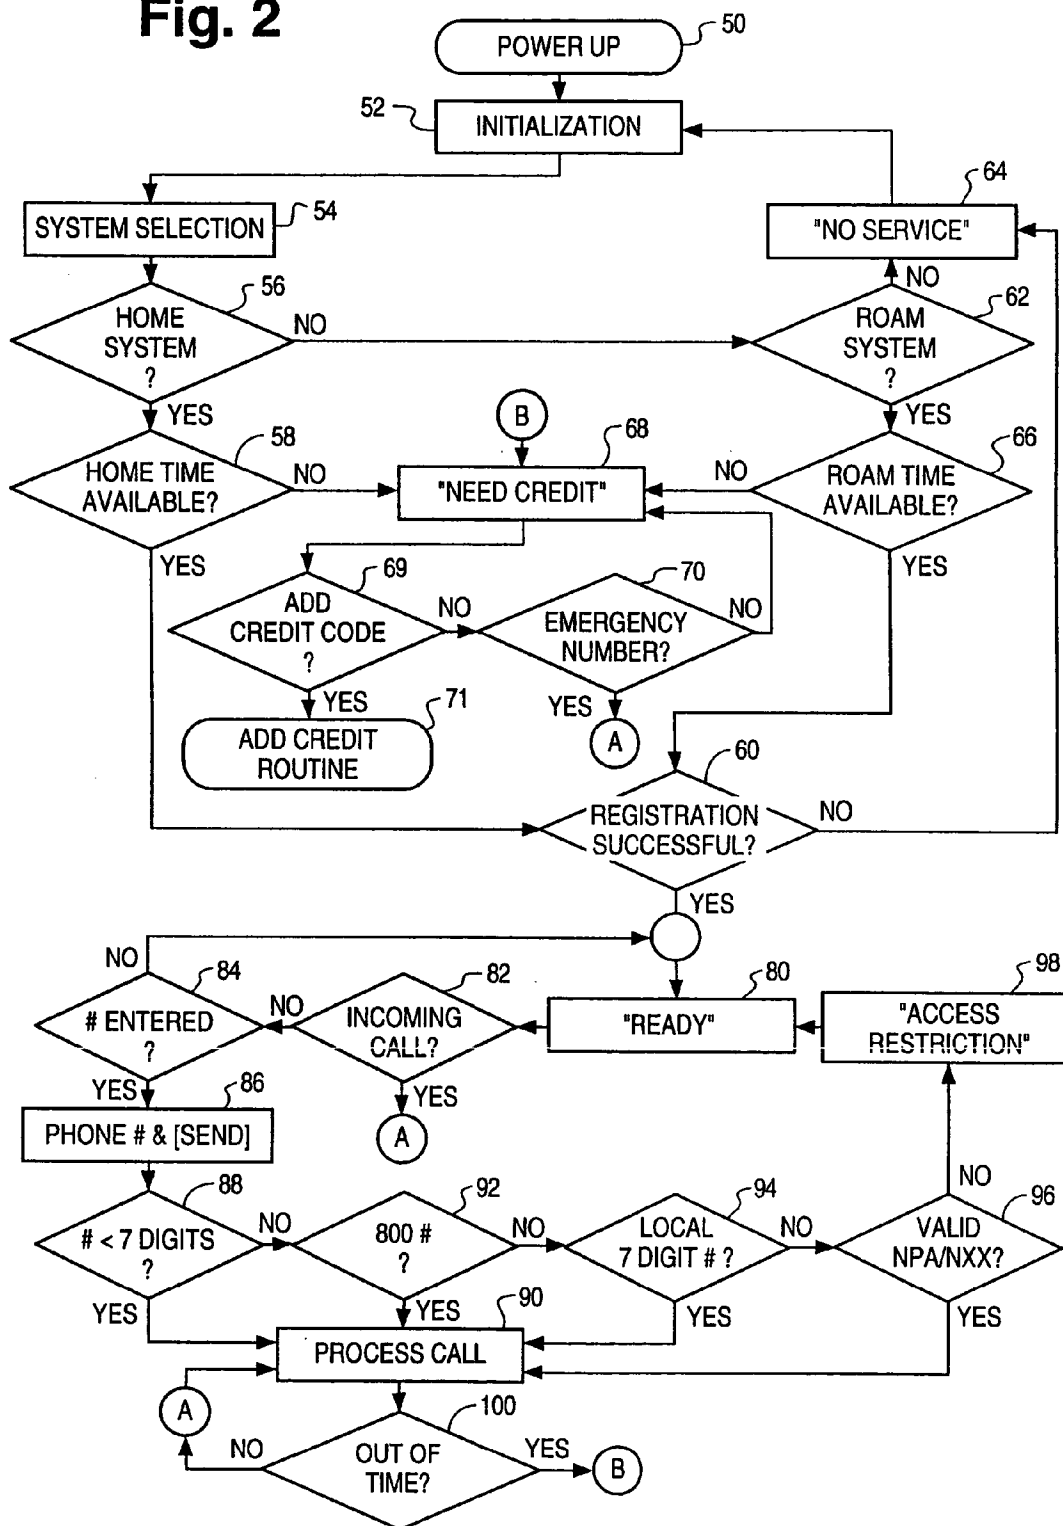 Fig. 2
POWER UP
50
52
INITIALIZATION
SYSTEM SELECTION
54
64
"NO SERVICE"
NO
56
HOME
SYSTEM
?
NO
62
ROAM
SYSTEM
?
YES
YES
B
58
HOME TIME
AVAILABLE?
NO
68
"NEED CREDIT"
NO
66
ROAM TIME
AVAILABLE?
YES
YES
69
ADD
CREDIT CODE
?
NO
70
EMERGENCY
NUMBER?
NO
YES
71
ADD CREDIT
ROUTINE
YES
A
60
REGISTRATION
SUCCESSFUL?
NO
YES
NO
84
# ENTERED
?
NO
82
INCOMING
CALL?
80
"READY"
98
"ACCESS
RESTRICTION"
YES
86
YES
A
PHONE # & [SEND]
88
# < 7 DIGITS
?
NO
92
800 #
?
NO
94
LOCAL
7 DIGIT # ?
NO
NO
96
VALID
NPA/NXX?
YES
YES
90
YES
YES
PROCESS CALL
A
100
NO
OUT OF
TIME?
YES
B